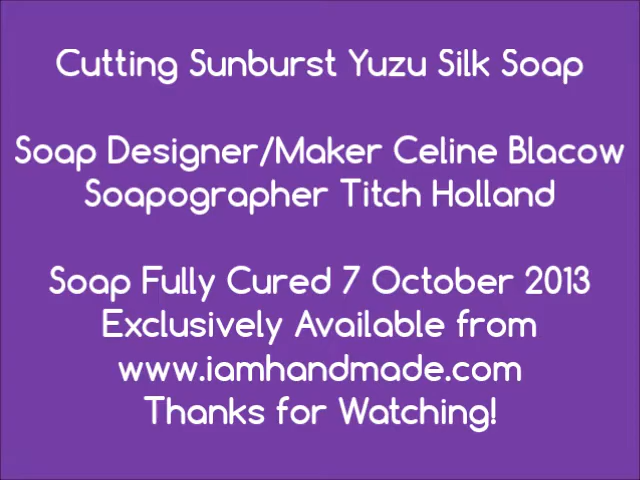 Cutting Sunburst Yuzu Silk Soap
Soap Designer/Maker Celine Blacow
Soapographer Titch Holland
Soap Fully Cured 7 October 2013
Exclusively Available from
www.iamhandmade.com
Thanks for Watching!